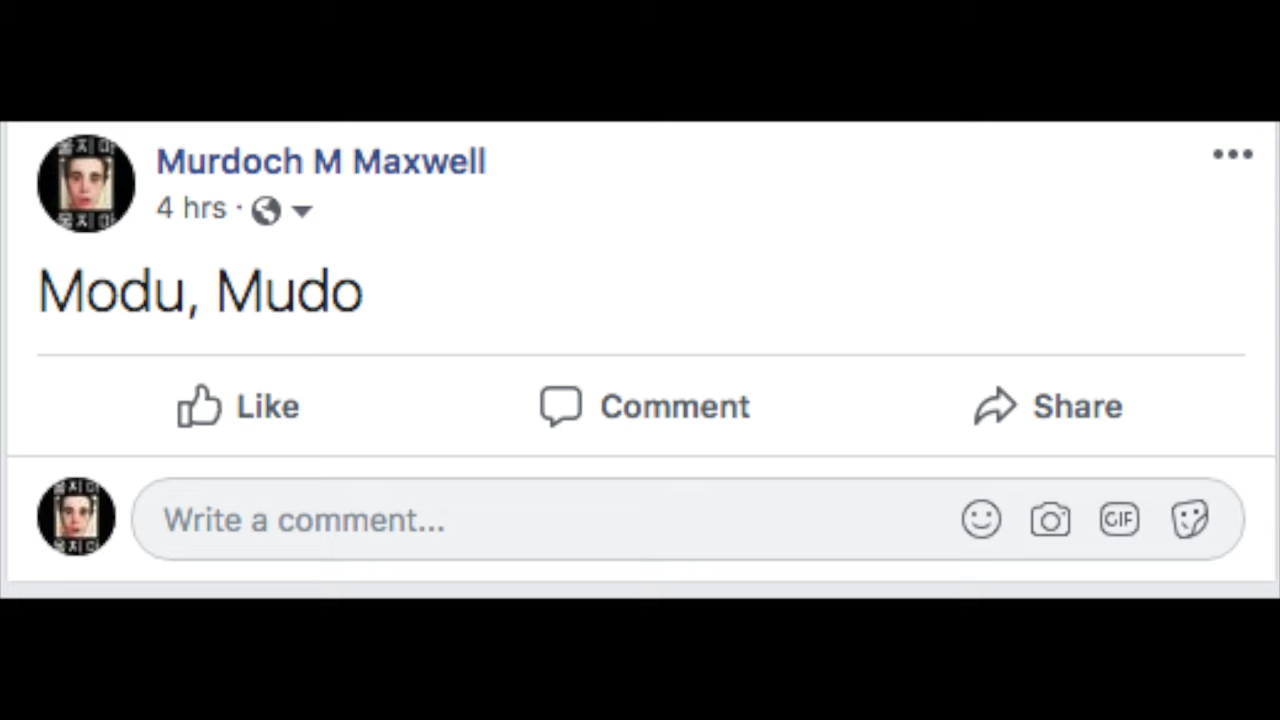 Murdoch M Maxwell
4 hrs ·
Modu, Mudo
Like Comment Share
Write a comment...
GIF